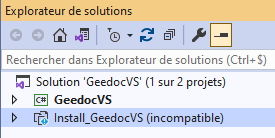 Explorateur de solutions
Rechercher dans Explorateur de solutions (Ctrl+$)
Solution 'GeedocVS' (1 sur 2 projets)
C# GeedocVS
Install_GeedocVS (incompatible)